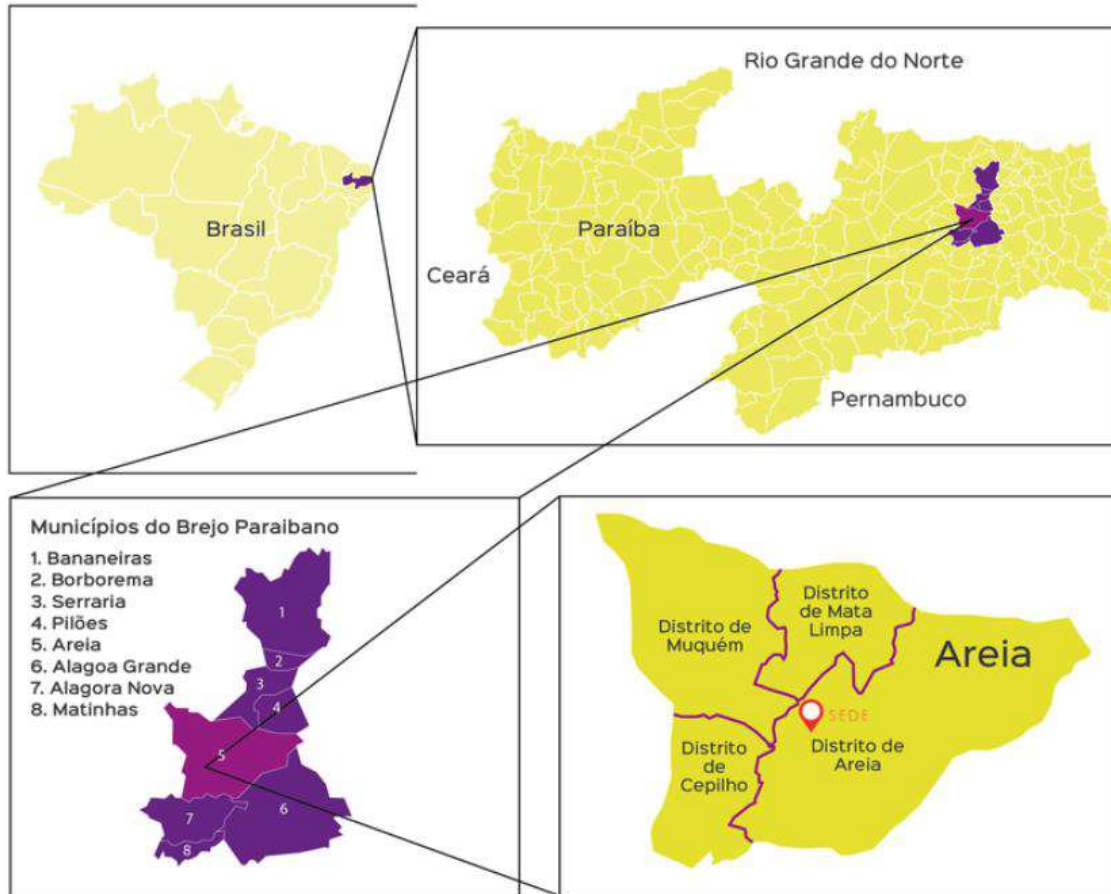 Brasil
Rio Grande do Norte
Paraíba
Ceará
Pernambuco
Municípios do Brejo Paraibano
1. Bananeiras
2. Borborema
3. Serraria
4. Pilões
5. Areia
6. Alagoa Grande
7. Alagora Nova
8. Matinhas
1
2
3
4
5
6
7
8
Distrito de
Muquém
Distrito
de Mata
Limpa
Areia
SEDE
Distrito
de
Cepilho
Distrito de
Areia